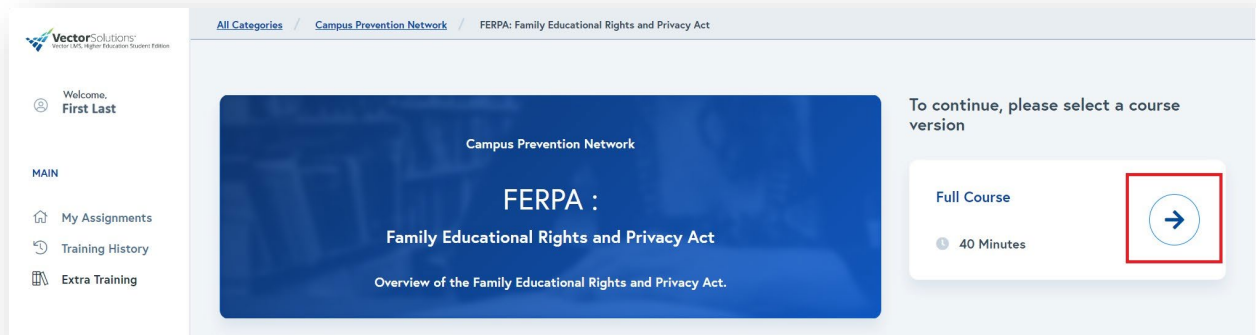 VectorSolutions™
Vector LMS, Higher Education Student Edition
Welcome,
First Last
MAIN
My Assignments
Training History
Extra Training
All Categories / Campus Prevention Network / FERPA: Family Educational Rights and Privacy Act
Campus Prevention Network
FERPA :
Family Educational Rights and Privacy Act
Overview of the Family Educational Rights and Privacy Act.
To continue, please select a course
version
Full Course
40 Minutes